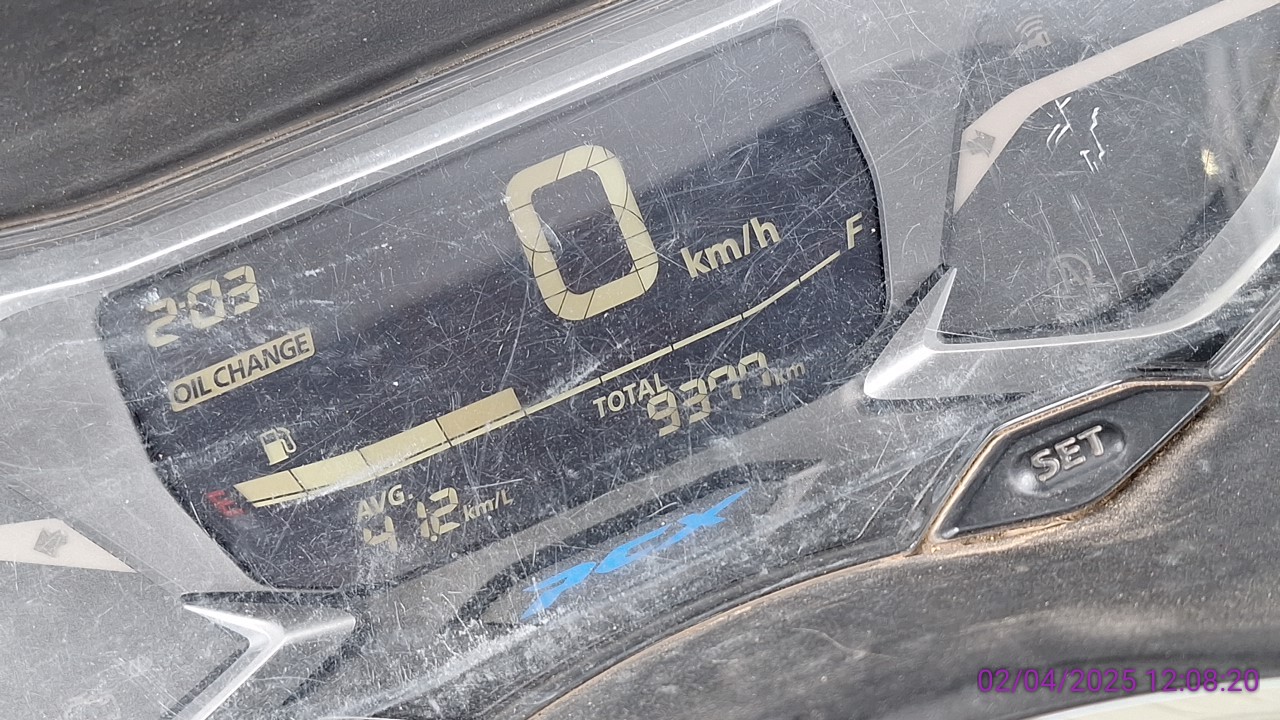 0 km/h
2:03
OIL CHANGE
F
TOTAL
km
E
AVG.
41.2 km/L
PCX
SET
02/04/2025 12.08.20